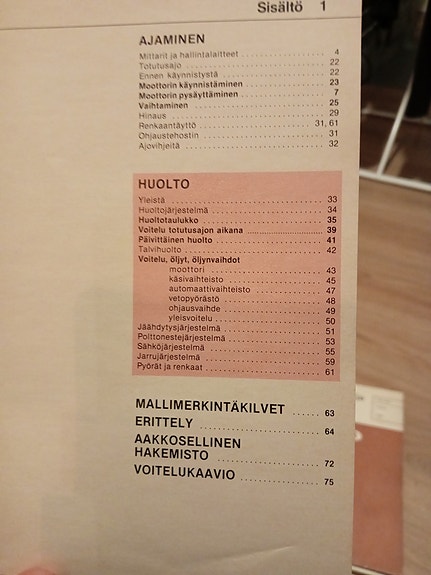 Sisältö 1
AJAMINEN
Mittarit ja hallintalaitteet 4
Totutusajo 22
Ennen käynnistystä 22
Moottorin käynnistäminen 23
Moottorin pysäyttäminen 7
Vaihtaminen 25
Hinaus 29
Renkaantäyttö 31, 61
Ohjaustehostin 31
Ajovihjeitä 32
HUOLTO
Yleistä 33
Huoltojärjestelmä 34
Huoltotaulukko 35
Voitelu totutusajon aikana 39
Päivittäinen huolto 41
Talvihuolto 42
Voitelu, öljyt, öljynvaihdot
moottori 43
käsivaihteisto 45
automaattivaihteisto 47
vetopyörästö 48
ohjausvaihde 49
yleisvoitelu 50
Jäähdytysjärjestelmä 51
Polttonestejärjestelmä 53
Sähköjärjestelmä 55
Jarrujärjestelmä 59
Pyörät ja renkaat 61
MALLIMERKINTÄKILVET 63
ERITTELY 64
AAKKOSELLINEN
HAKEMISTO 72
VOITELUKAAVIO 75